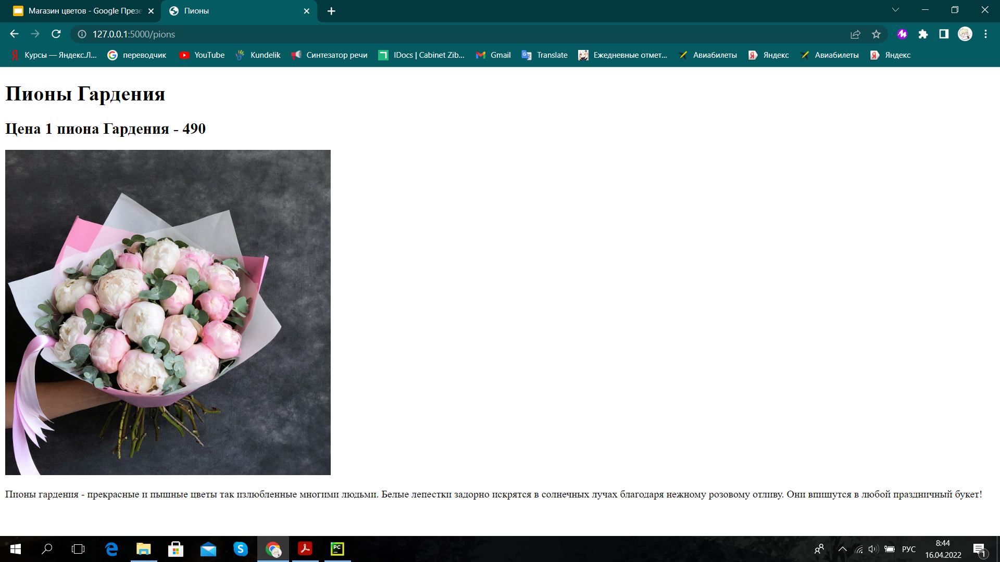 Магазин цветов - Google Презе
Пионы
127.0.0.1:5000/pions
Курсы — Яндекс.Л...
переводчик
YouTube
Kundelik
Синтезатор речи
IDocs | Cabinet Zib...
Gmail
Translate
Ежедневные отмет...
Авиабилеты
Яндекс
Авиабилеты
Яндекс
Пионы Гардения
Цена 1 пиона Гардения - 490
Пионы гардения - прекрасные и пышные цветы так излюбленные многими людьми. Белые лепестки задорно искрятся в солнечных лучах благодаря нежному розовому отливу. Они впишутся в любой праздничный букет!
РУС
8:44
16.04.2022
1